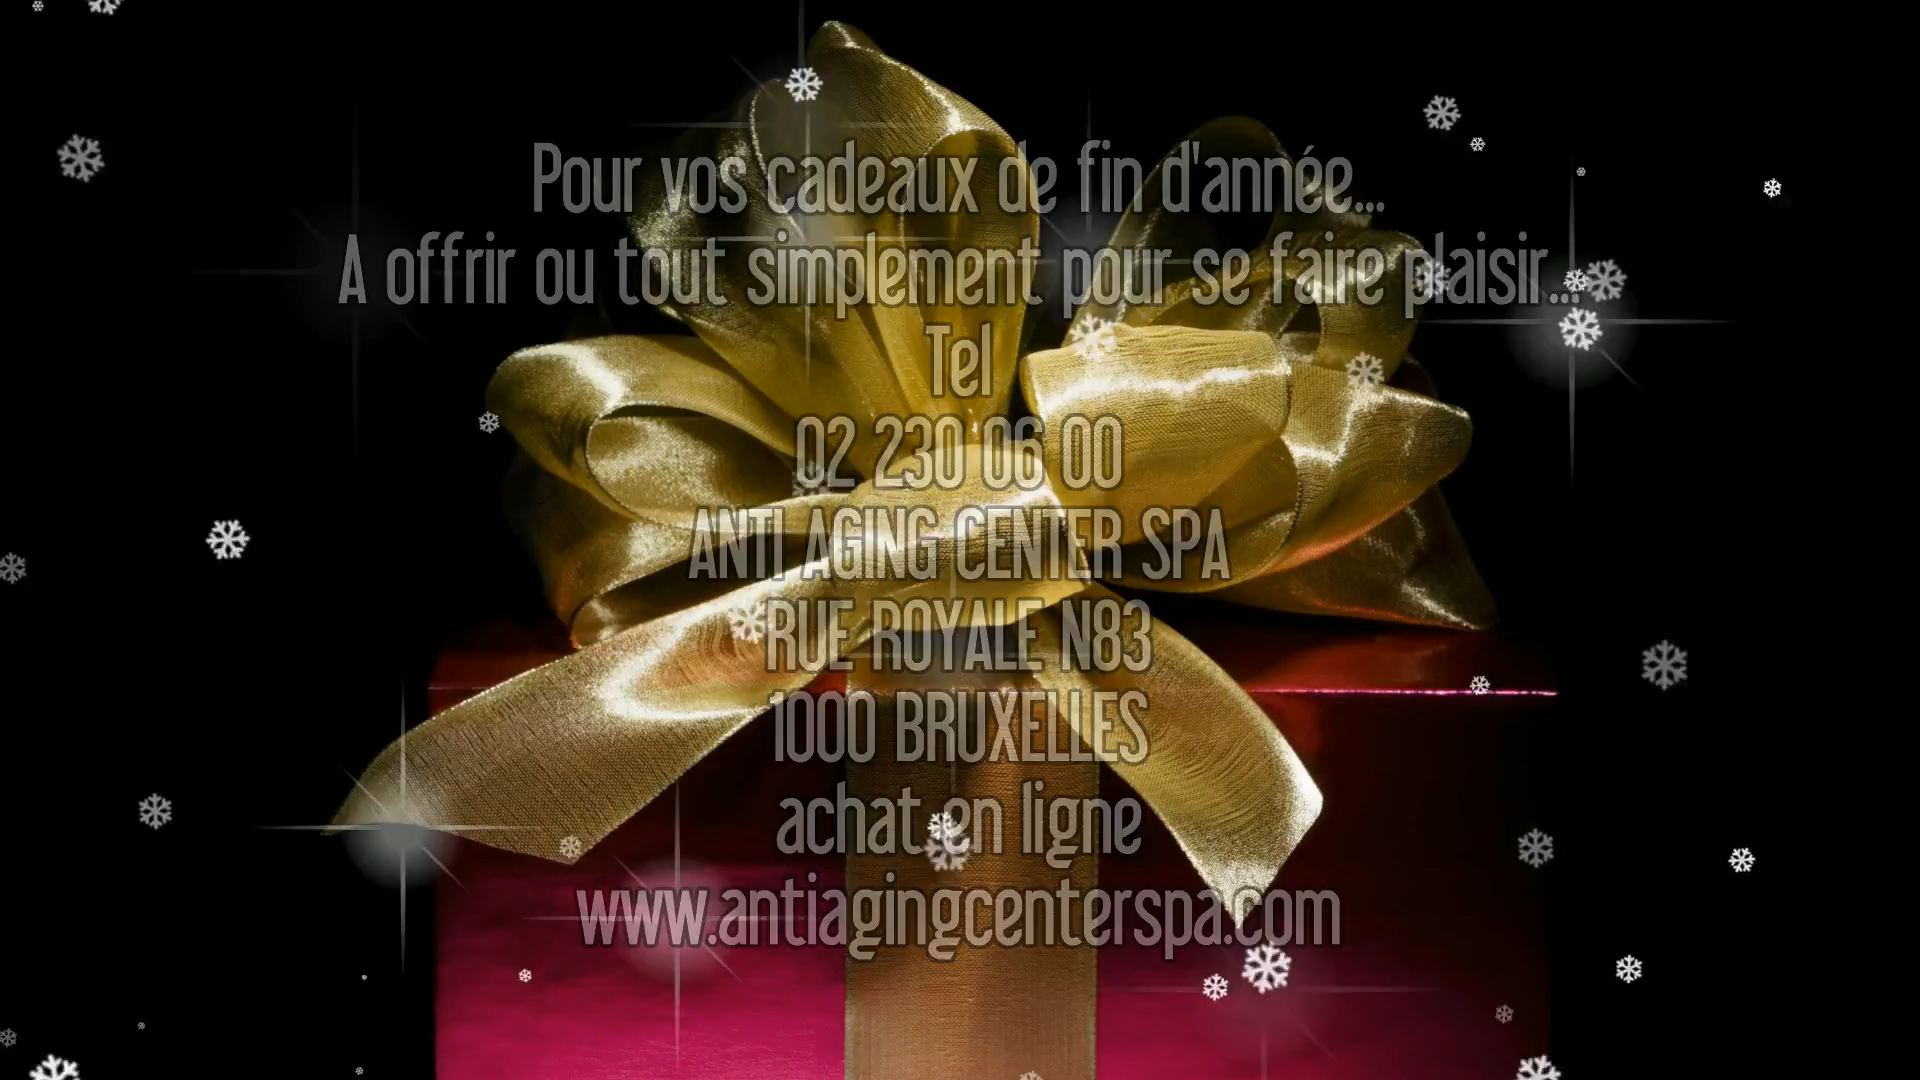 Pour vos cadeaux de fin d'année...
A offrir ou tout simplement pour se faire plaisir...
Tel
02 230 06 00
ANTI AGING CENTER SPA
RUE ROYALE N83
1000 BRUXELLES
achat en ligne
www.antiagingcenterspa.com